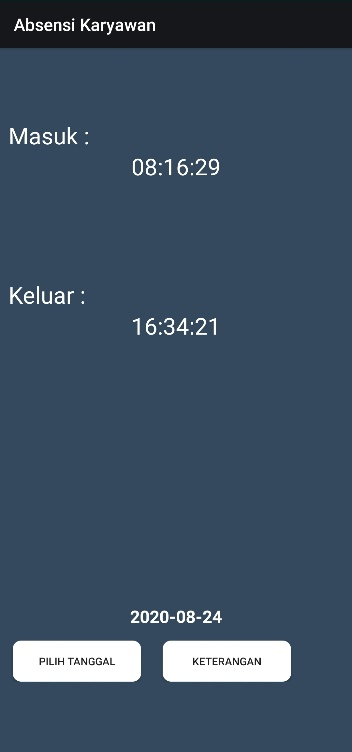 Absensi Karyawan
Masuk :
08:16:29
Keluar :
16:34:21
2020-08-24
PILIH TANGGAL
KETERANGAN